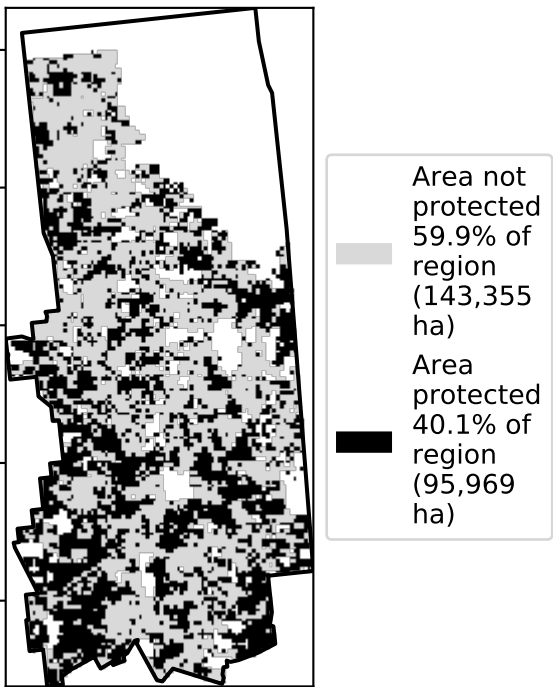 Area not
protected
59.9% of
region
(143,355
ha)
Area
protected
40.1% of
region
(95,969
ha)